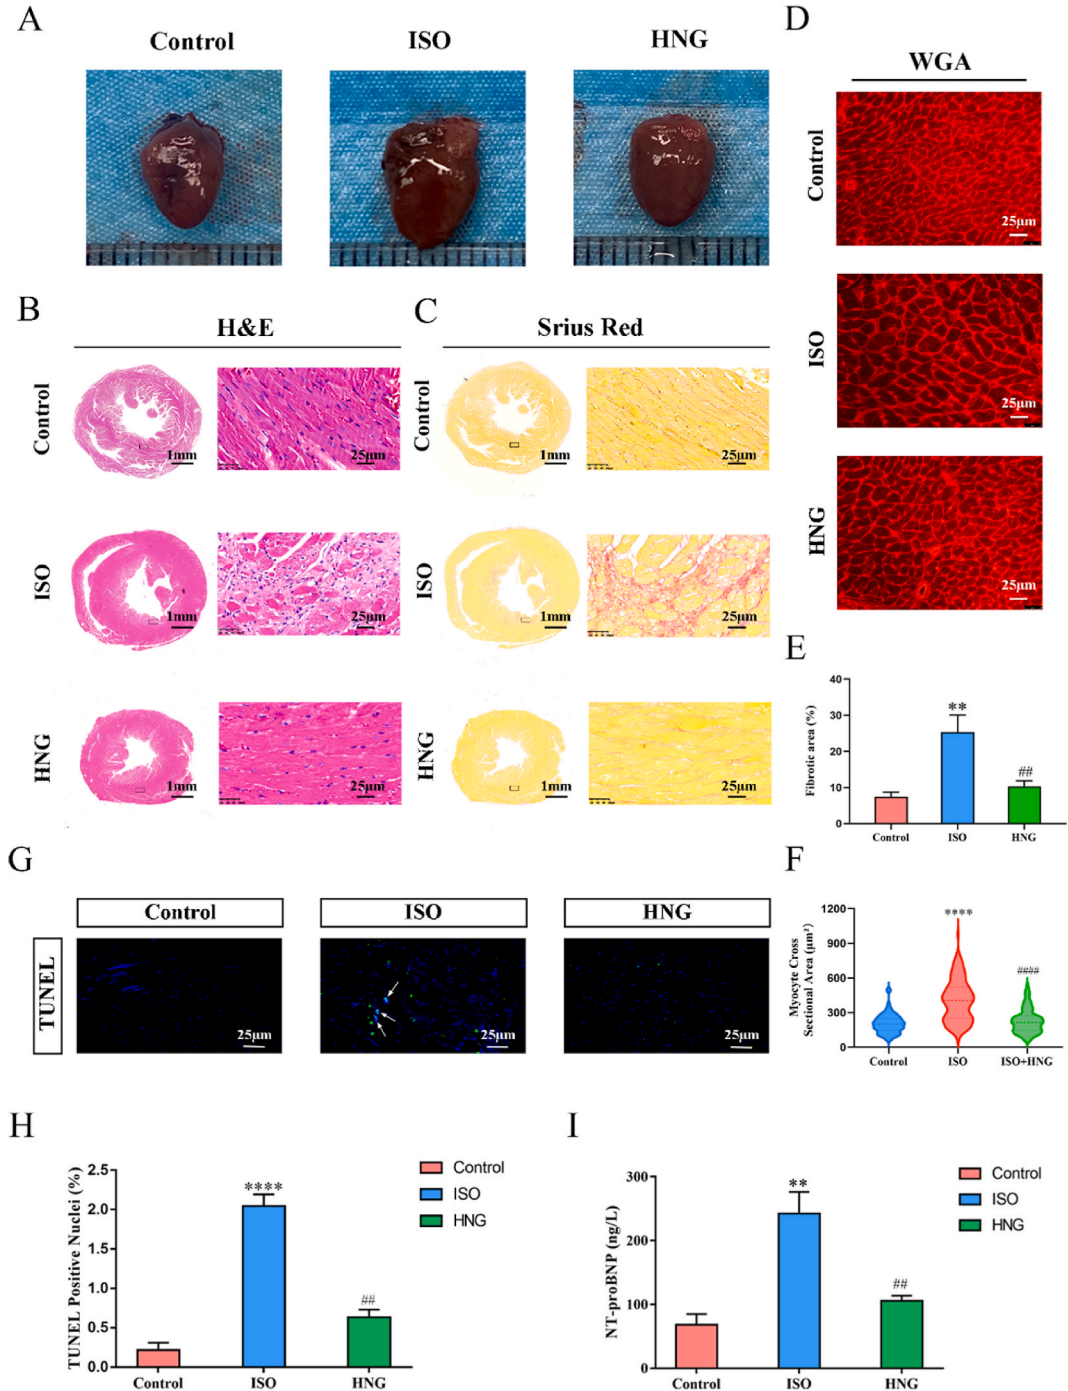 A
Control
ISO
HNG
D
WGA
Control
25μm
ISO
25μm
HNG
25μm
B
H&E
C
Srius Red
Control
1mm
25μm
Control
1mm
25μm
ISO
1mm
25μm
ISO
1mm
25μm
HNG
1mm
25μm
HNG
1mm
25μm
E
Fibrotic area (%)
40
30
20
10
0
**
##
Control
ISO
HNG
G
Control
ISO
HNG
TUNEL
25μm
25μm
25μm
F
Myocyte Cross
Sectional Area (μm²)
1200
900
600
300
0
****
####
Control
ISO
ISO+HNG
H
TUNEL Positive Nuclei (%)
2.5
2.0
1.5
1.0
0.5
0.0
****
##
Control
ISO
HNG
Control
ISO
HNG
I
NT-proBNP (ng/L)
300
200
100
0
**
##
Control
ISO
HNG
Control
ISO
HNG